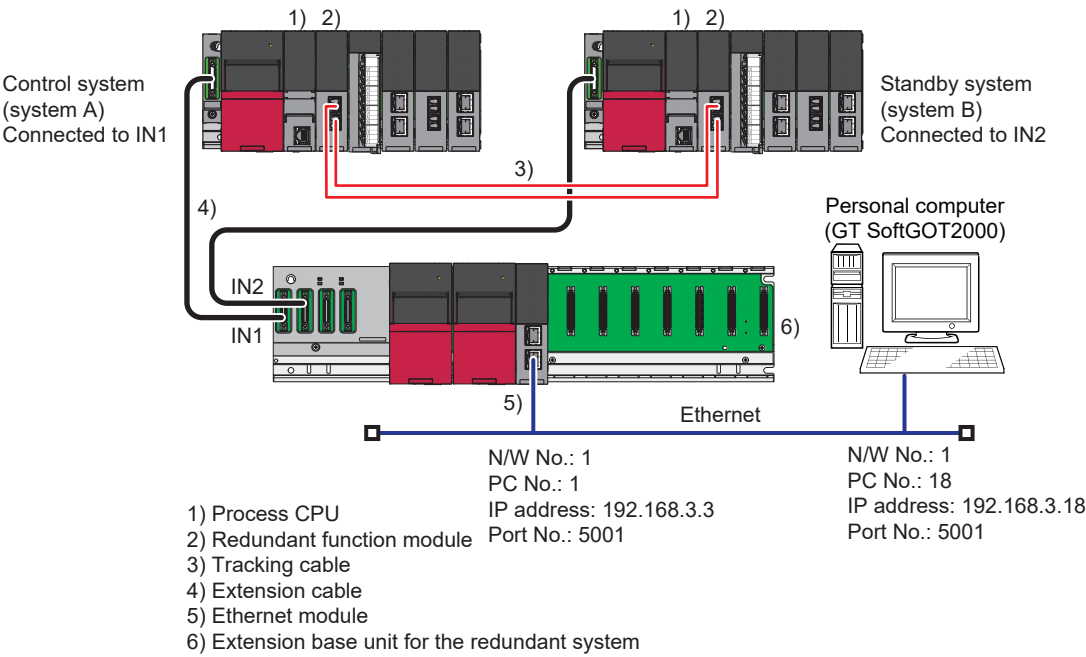 1) 2)
1) 2)
Control system
(system A)
Connected to IN1
Standby system
(system B)
Connected to IN2
3)
4)
Personal computer
(GT SoftGOT2000)
IN2
IN1
6)
5)
Ethernet
N/W No.: 1
PC No.: 1
IP address: 192.168.3.3
Port No.: 5001
N/W No.: 1
PC No.: 18
IP address: 192.168.3.18
Port No.: 5001
1) Process CPU
2) Redundant function module
3) Tracking cable
4) Extension cable
5) Ethernet module
6) Extension base unit for the redundant system